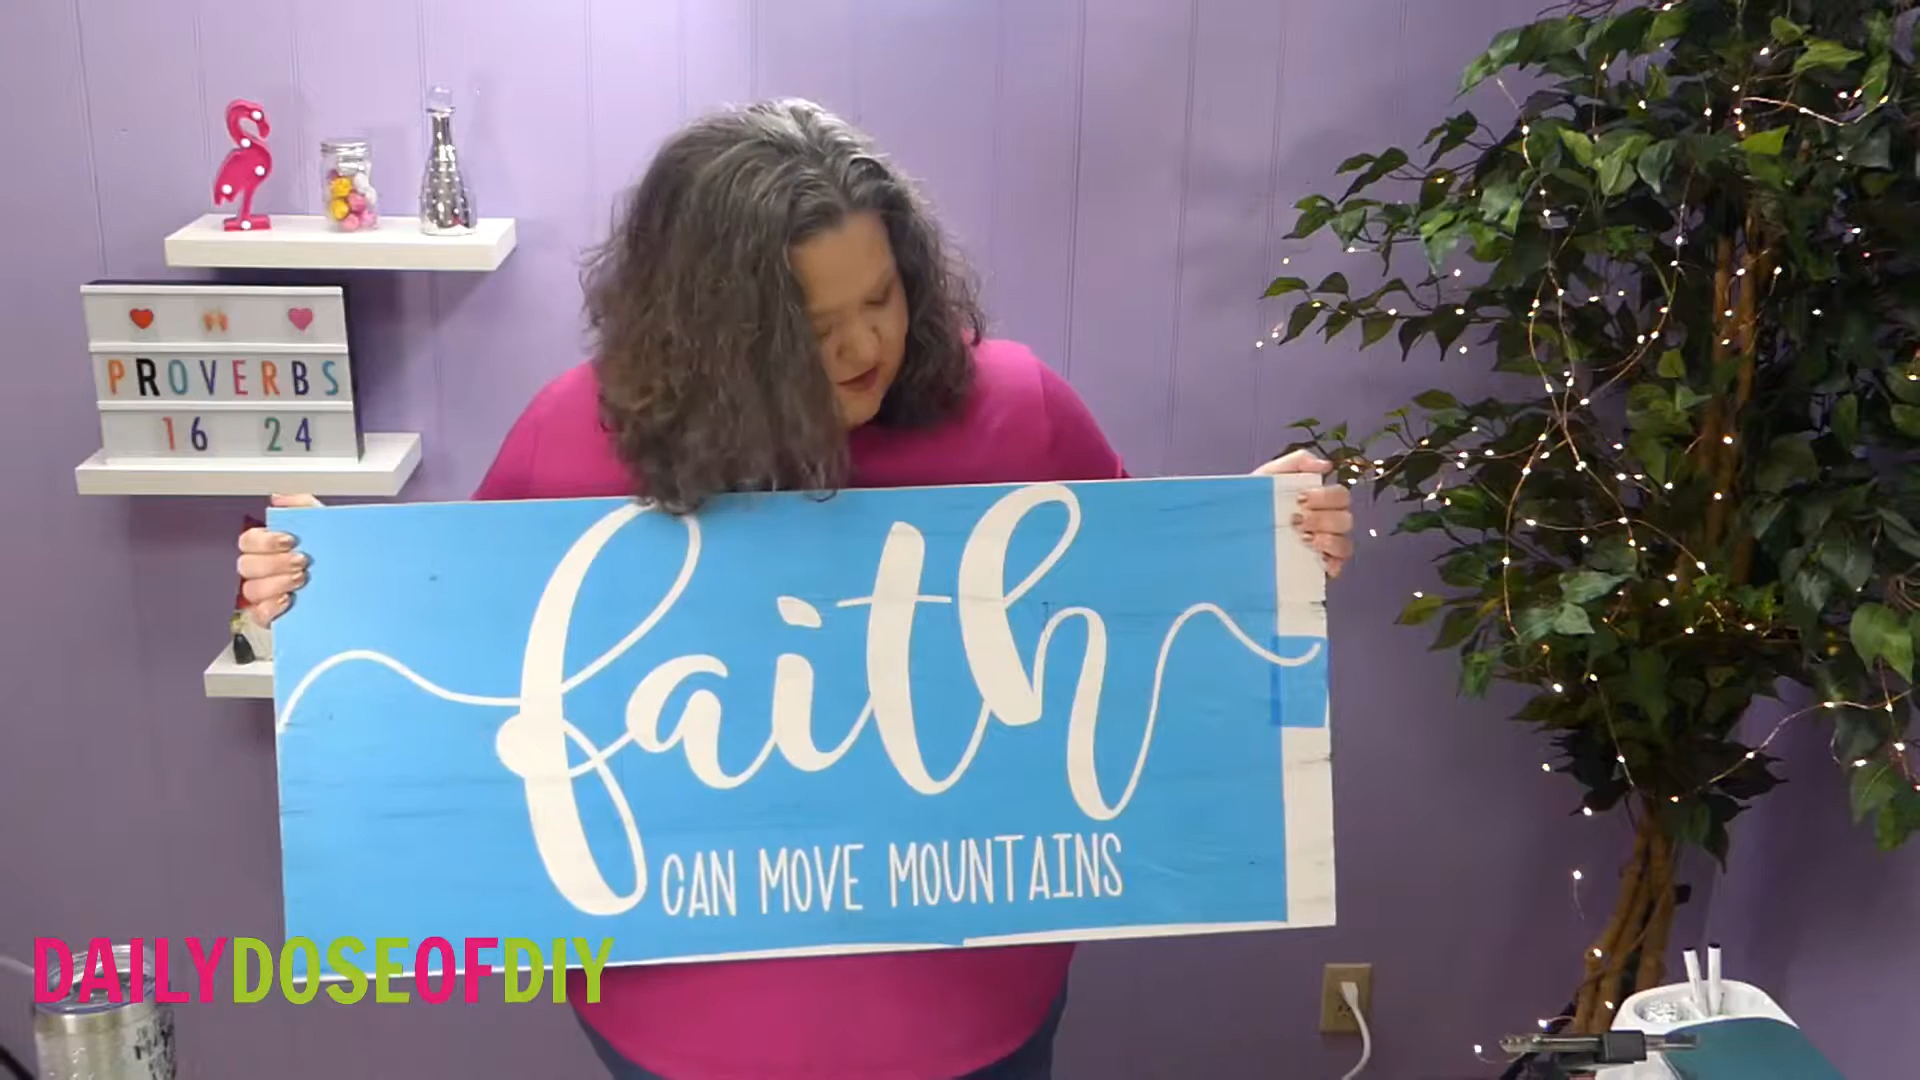 PROVERBS
16 24
faith
CAN MOVE MOUNTAINS
DAILYDOSEOFDIY